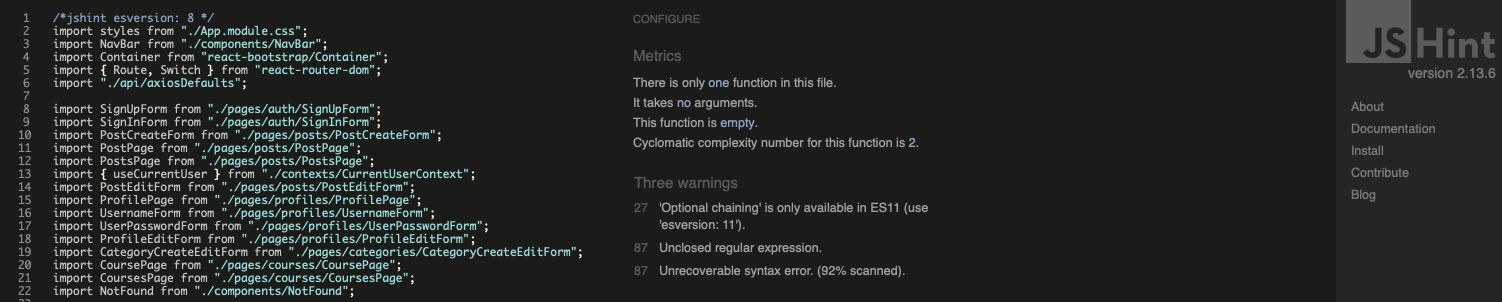 1 /*jshint esversion: 8 */
2 import styles from "./App.module.css";
3 import NavBar from "./components/NavBar";
4 import Container from "react-bootstrap/Container";
5 import { Route, Switch } from "react-router-dom";
6 import "./api/axiosDefaults";
7
8 import SignUpForm from "./pages/auth/SignUpForm";
9 import SignInForm from "./pages/auth/SignInForm";
10 import PostCreateForm from "./pages/posts/PostCreateForm";
11 import PostPage from "./pages/posts/PostPage";
12 import PostsPage from "./pages/posts/PostsPage";
13 import { useCurrentUser } from "./contexts/CurrentUserContext";
14 import PostEditForm from "./pages/posts/PostEditForm";
15 import ProfilePage from "./pages/profiles/ProfilePage";
16 import UsernameForm from "./pages/profiles/UsernameForm";
17 import UserPasswordForm from "./pages/profiles/UserPasswordForm";
18 import ProfileEditForm from "./pages/profiles/ProfileEditForm";
19 import CategoryCreateEditForm from "./pages/categories/CategoryCreateEditForm";
20 import CoursePage from "./pages/courses/CoursePage";
21 import CoursesPage from "./pages/courses/CoursesPage";
22 import NotFound from "./components/NotFound";
CONFIGURE
Metrics
There is only one function in this file.
It takes no arguments.
This function is empty.
Cyclomatic complexity number for this function is 2.
Three warnings
27 'Optional chaining' is only available in ES11 (use
'esversion: 11').
87 Unclosed regular expression.
87 Unrecoverable syntax error. (92% scanned).
JSHint
version 2.13.6
About
Documentation
Install
Contribute
Blog